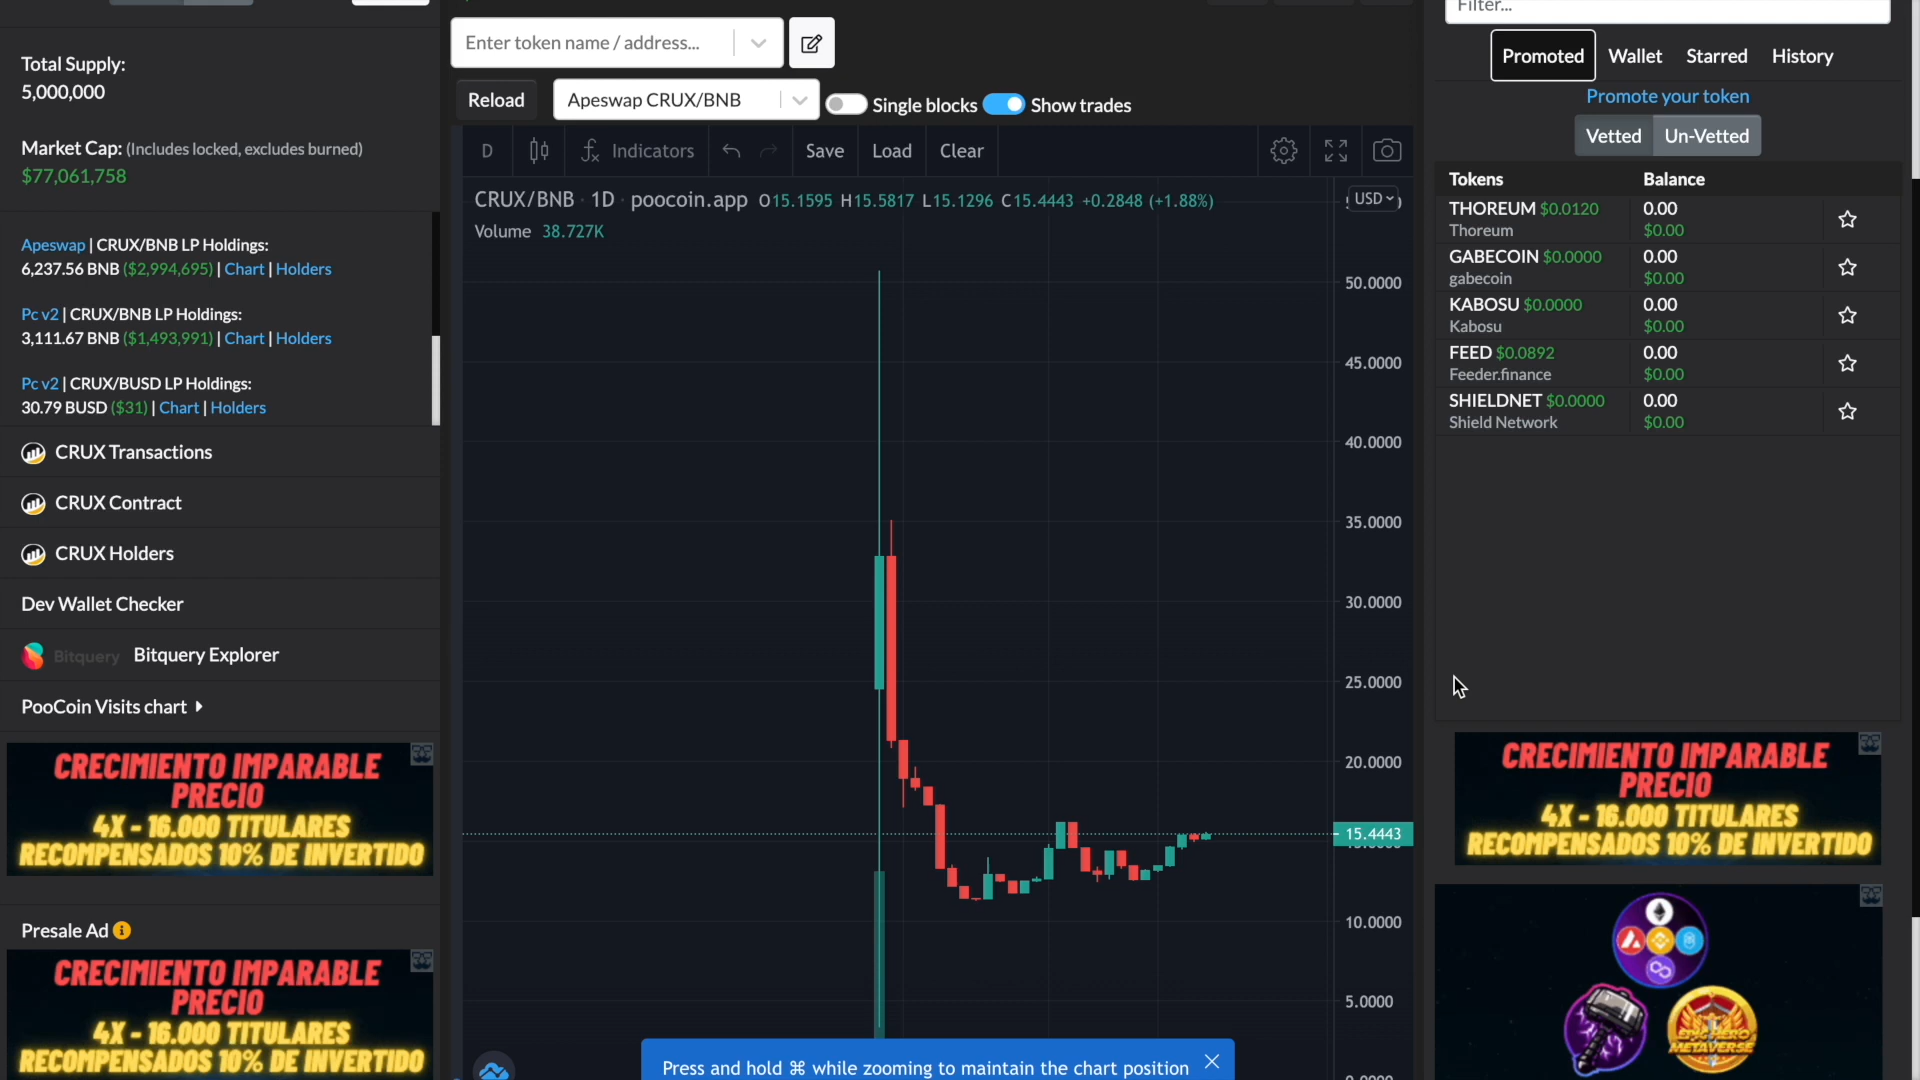 Total Supply:
5,000,000
Market Cap: (Includes locked, excludes burned)
$77,061,758
Apeswap | CRUX/BNB LP Holdings:
6,237.56 BNB ($2,994,695) | Chart | Holders
Pc v2 | CRUX/BNB LP Holdings:
3,111.67 BNB ($1,493,991) | Chart | Holders
Pc v2 | CRUX/BUSD LP Holdings:
30.79 BUSD ($31) | Chart | Holders
CRUX Transactions
CRUX Contract
CRUX Holders
Dev Wallet Checker
Bitquery Bitquery Explorer
PooCoin Visits chart
CRECIMIENTO IMPARABLE
PRECIO
4X - 16.000 TITULARES
RECOMPENSADOS 10% DE INVERTIDO
Presale Ad
CRECIMIENTO IMPARABLE
PRECIO
4X - 16.000 TITULARES
RECOMPENSADOS 10% DE INVERTIDO
Enter token name / address...
Reload
Apeswap CRUX/BNB
Single blocks
Show trades
D
Indicators
Save
Load
Clear
CRUX/BNB · 1D · poocoin.app O15.1595 H15.5817 L15.1296 C15.4443 +0.2848 (+1.88%)
Volume 38.727K
USD
50.0000
45.0000
40.0000
35.0000
30.0000
25.0000
20.0000
15.4443
10.0000
5.0000
Press and hold ⌘ while zooming to maintain the chart position
Filter...
Promoted
Wallet
Starred
History
Promote your token
Vetted
Un-Vetted
Tokens Balance
THOREUM $0.0120 0.00
Thoreum $0.00
GABECOIN $0.0000 0.00
gabecoin $0.00
KABOSU $0.0000 0.00
Kabosu $0.00
FEED $0.0892 0.00
Feeder.finance $0.00
SHIELDNET $0.0000 0.00
Shield Network $0.00
CRECIMIENTO IMPARABLE
PRECIO
4X - 16.000 TITULARES
RECOMPENSADOS 10% DE INVERTIDO
EPIC HERO
METAVERSE